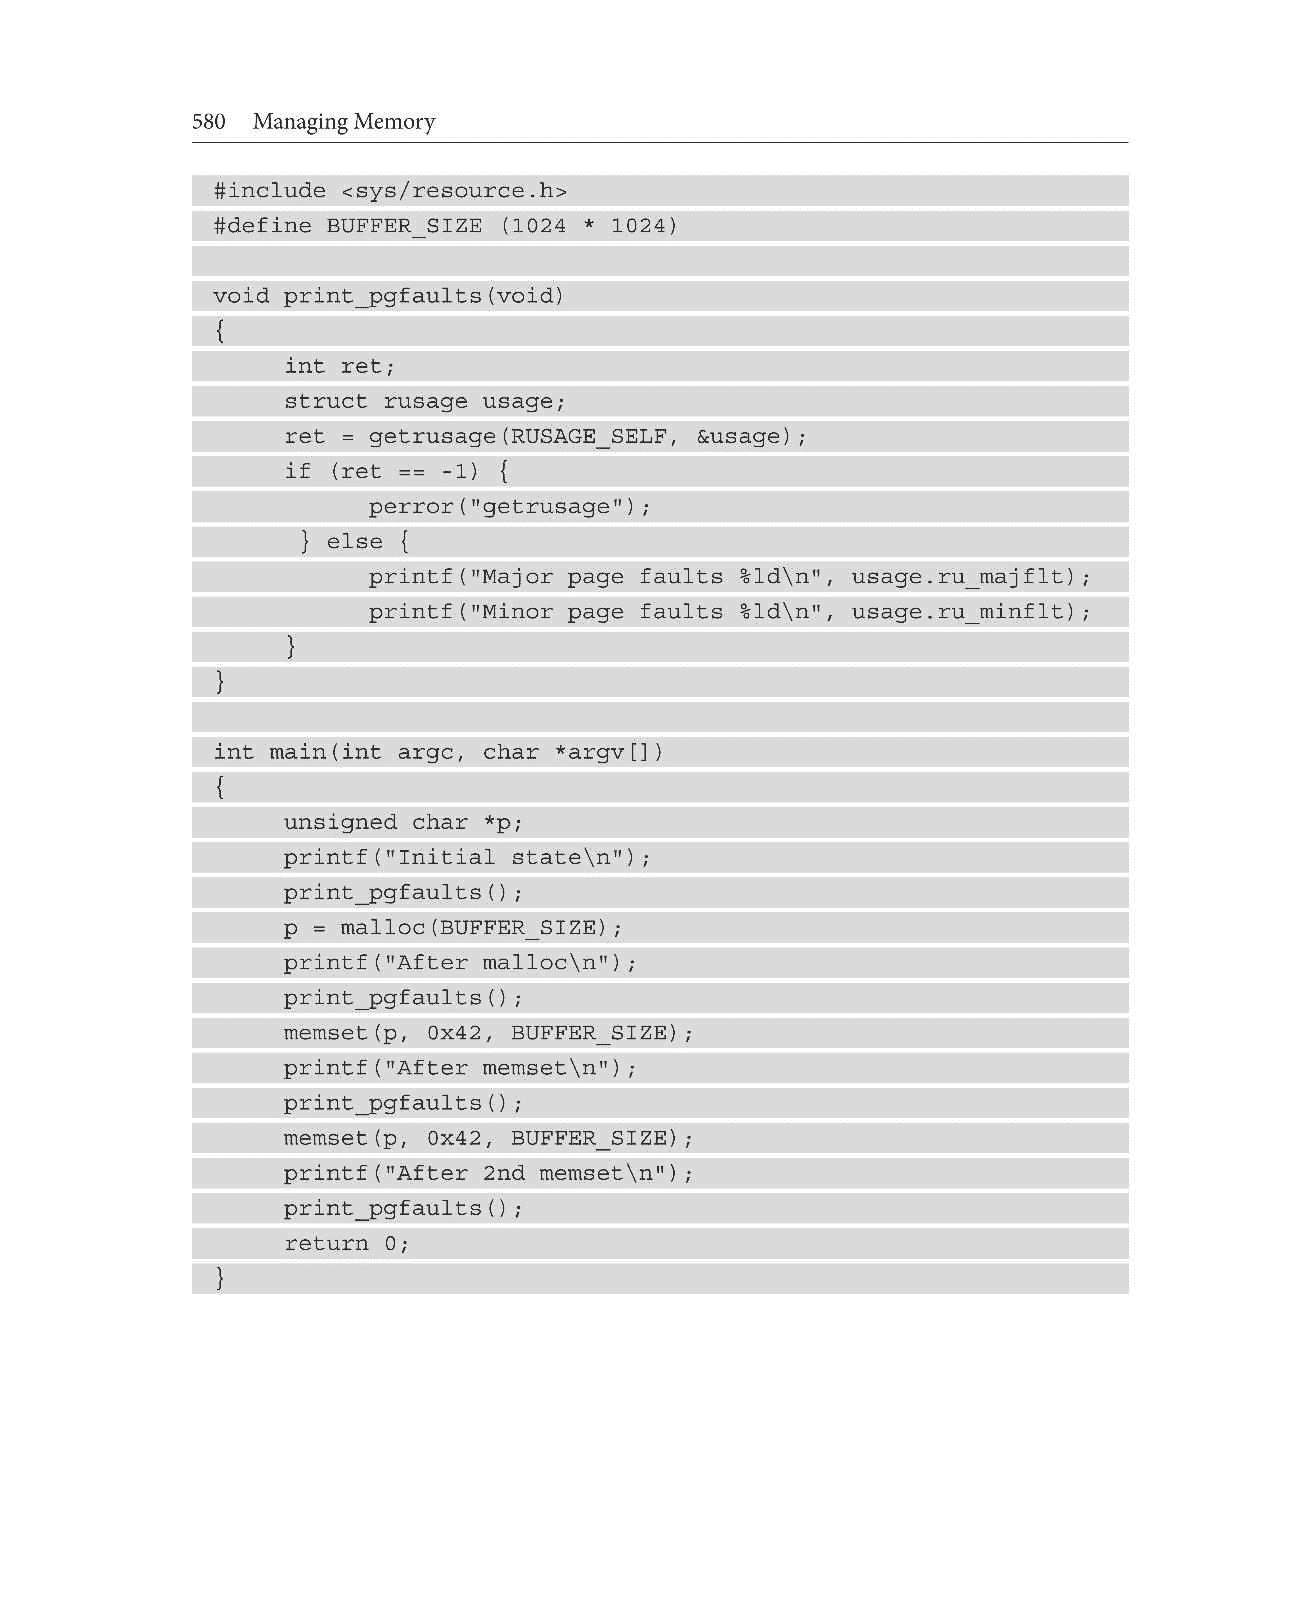 580 Managing Memory
#include <sys/resource.h>
#define BUFFER_SIZE (1024 * 1024)

void print_pgfaults(void)
{
     int ret;
     struct rusage usage;
     ret = getrusage(RUSAGE_SELF, &usage);
     if (ret == -1) {
           perror("getrusage");
      } else {
           printf("Major page faults %ld\n", usage.ru_majflt);
           printf("Minor page faults %ld\n", usage.ru_minflt);
     }
}

int main(int argc, char *argv[])
{
     unsigned char *p;
     printf("Initial state\n");
     print_pgfaults();
     p = malloc(BUFFER_SIZE);
     printf("After malloc\n");
     print_pgfaults();
     memset(p, 0x42, BUFFER_SIZE);
     printf("After memset\n");
     print_pgfaults();
     memset(p, 0x42, BUFFER_SIZE);
     printf("After 2nd memset\n");
     print_pgfaults();
     return 0;
}